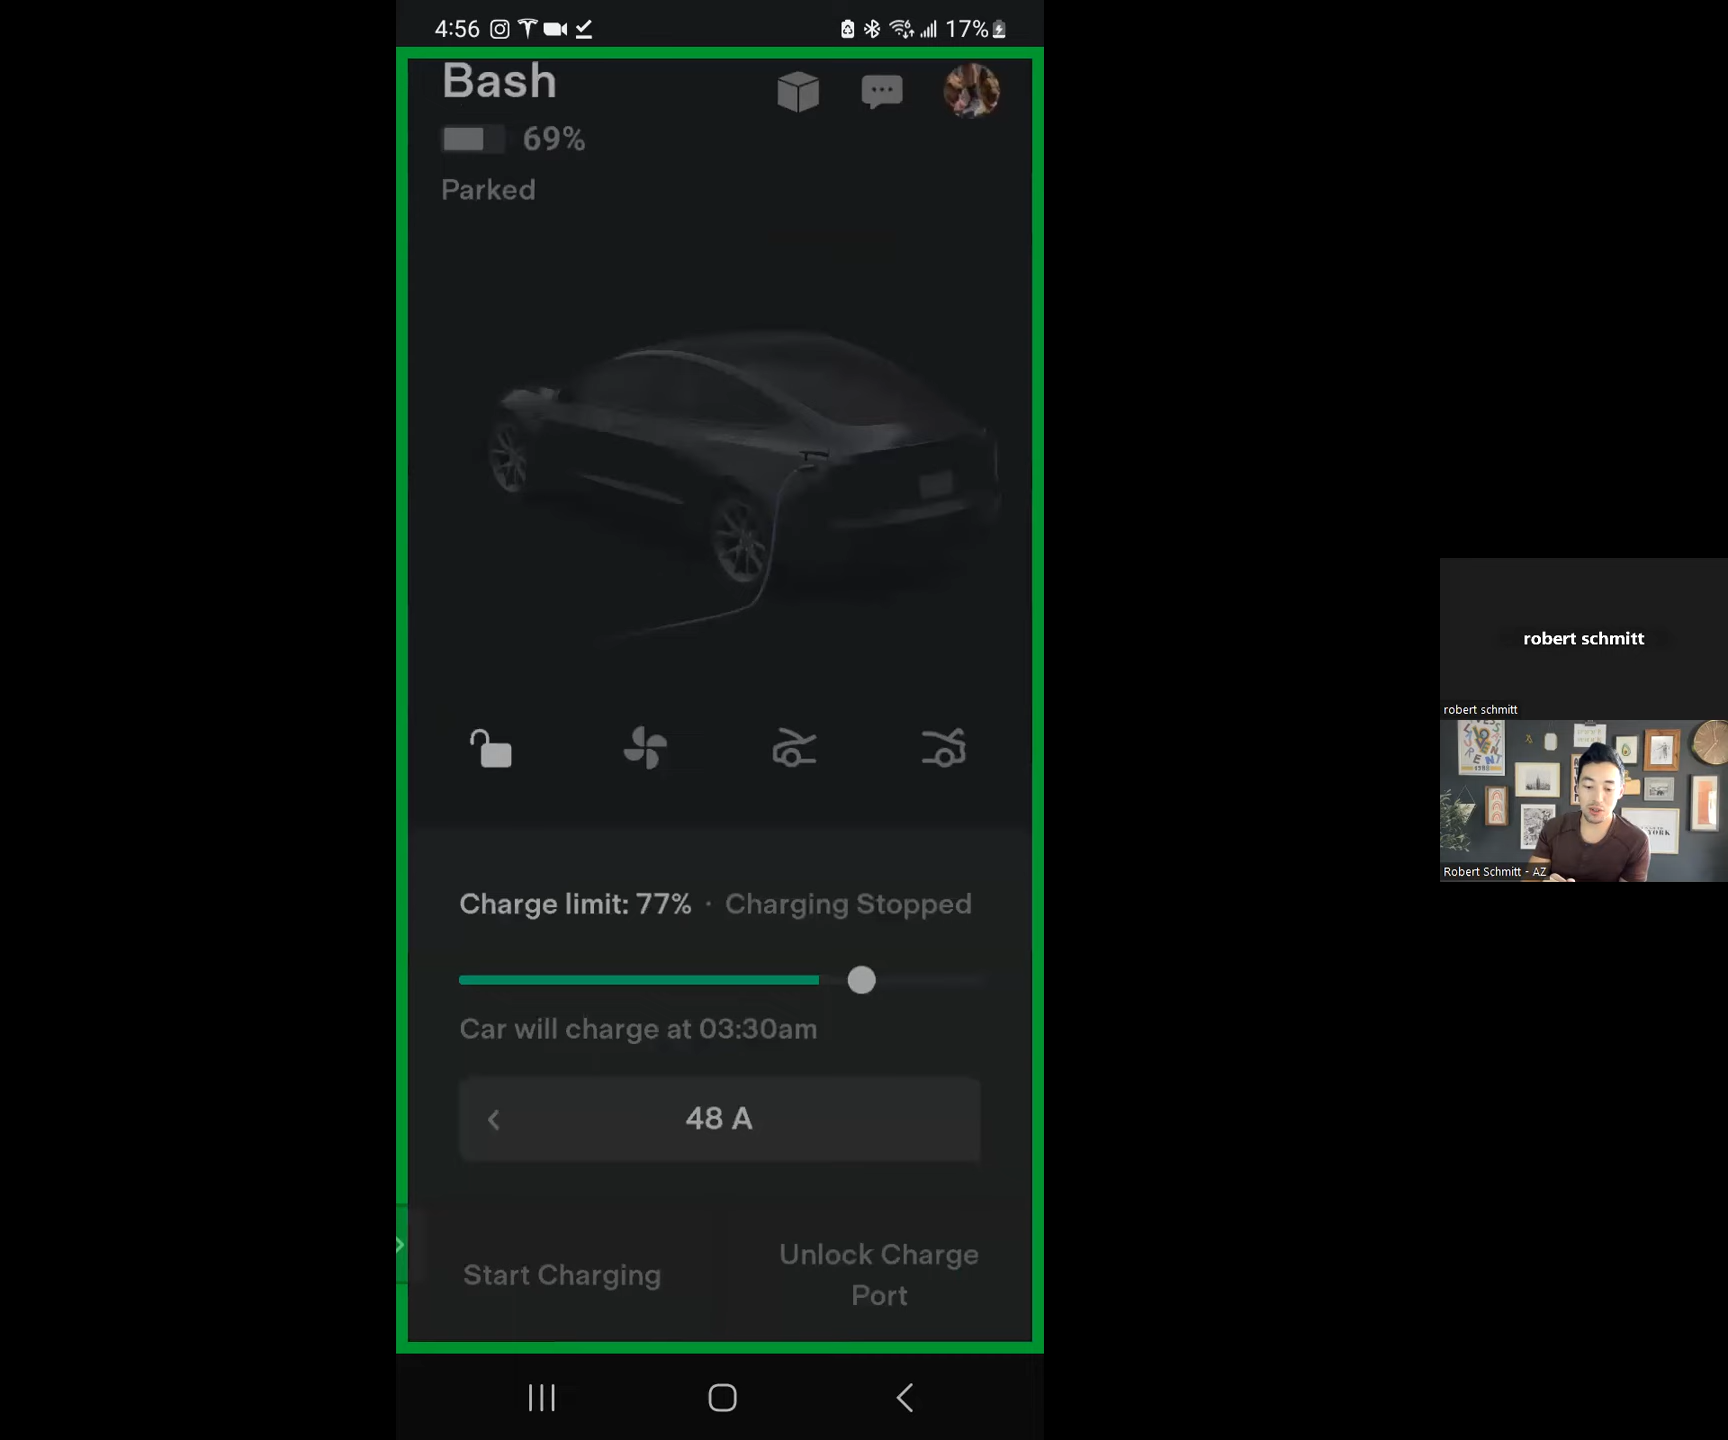 4:56
17%
Bash
69%
Parked
Charge limit: 77% · Charging Stopped
Car will charge at 03:30am
48 A
Start Charging
Unlock Charge
Port
robert schmitt
robert schmitt
Robert Schmitt - AZ